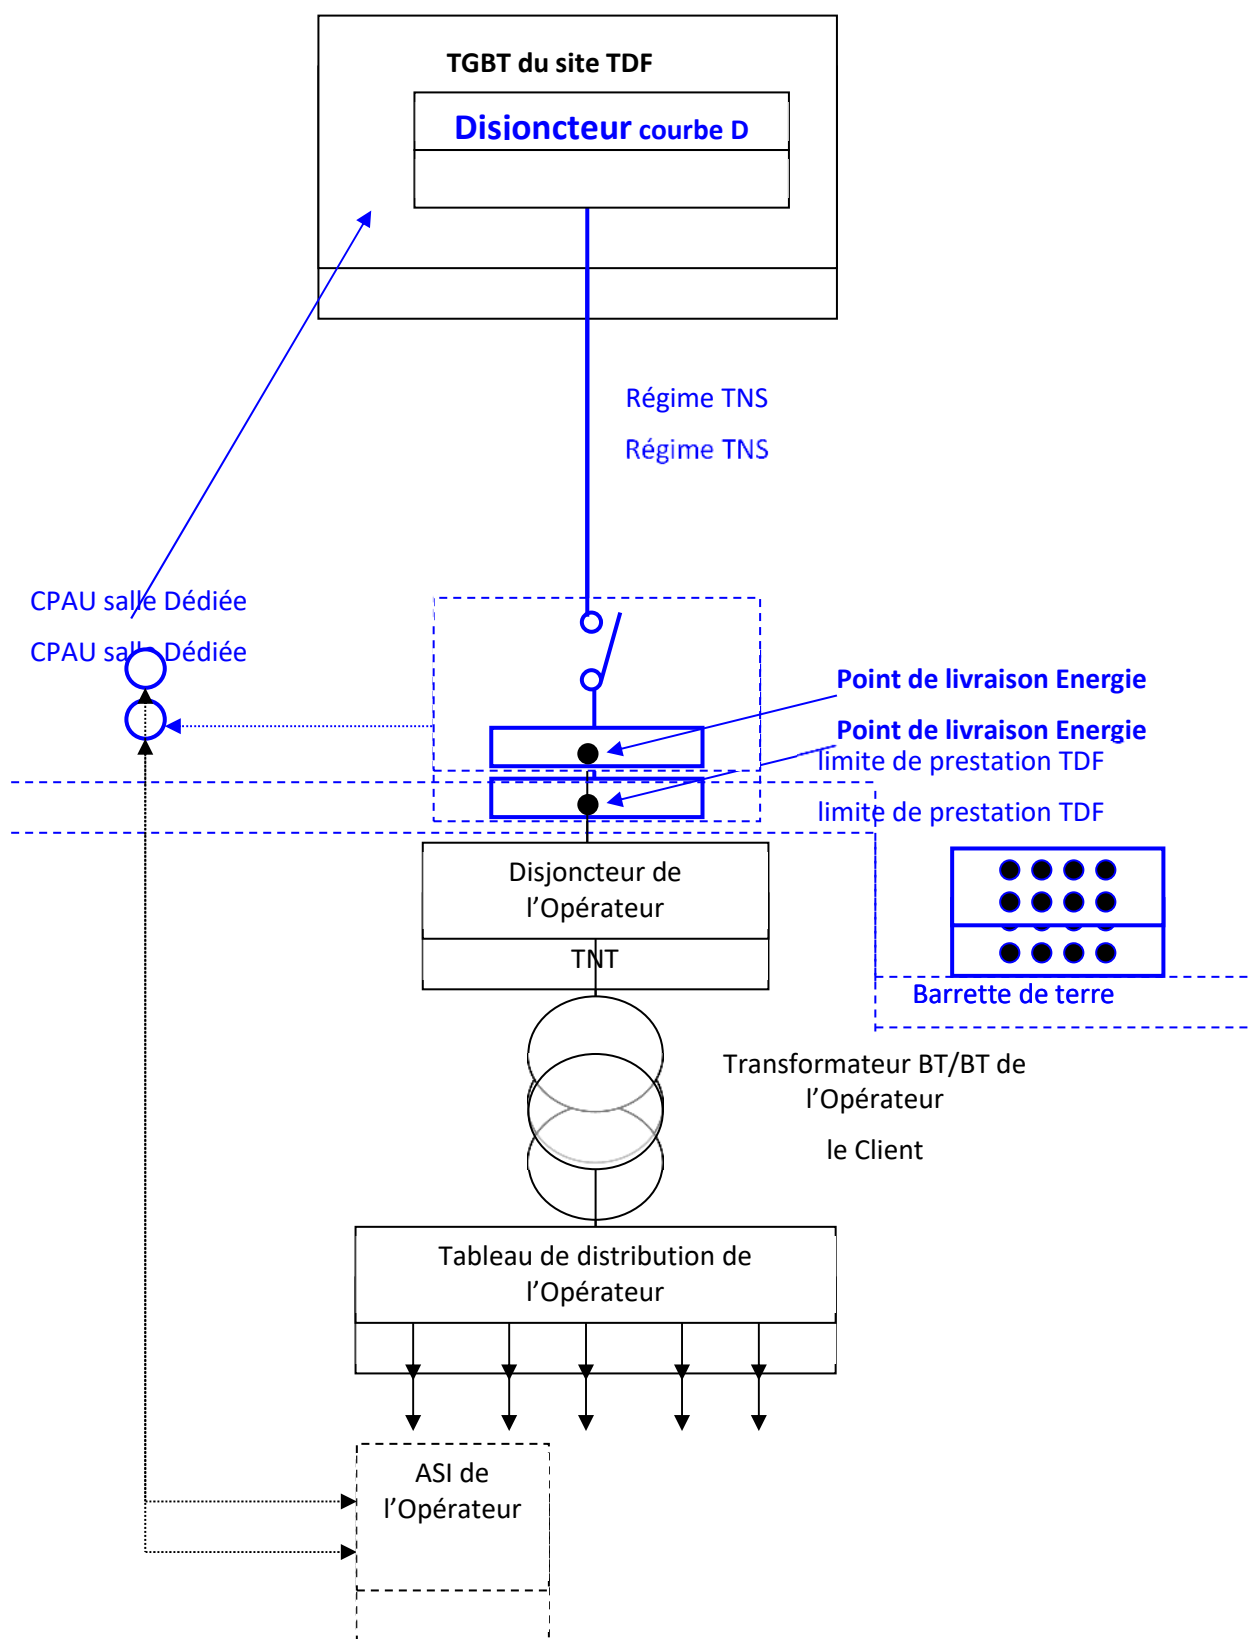 TGBT du site TDF
Disjoncteur courbe D
Régime TNS
Régime TNS
CPAU salle Dédiée
CPAU salle Dédiée
Point de livraison Energie
Point de livraison Energie
limite de prestation TDF
limite de prestation TDF
Disjoncteur de
l’Opérateur
TNT
Barrette de terre
Transformateur BT/BT de
l’Opérateur
le Client
Tableau de distribution de
l’Opérateur
ASI de
l’Opérateur